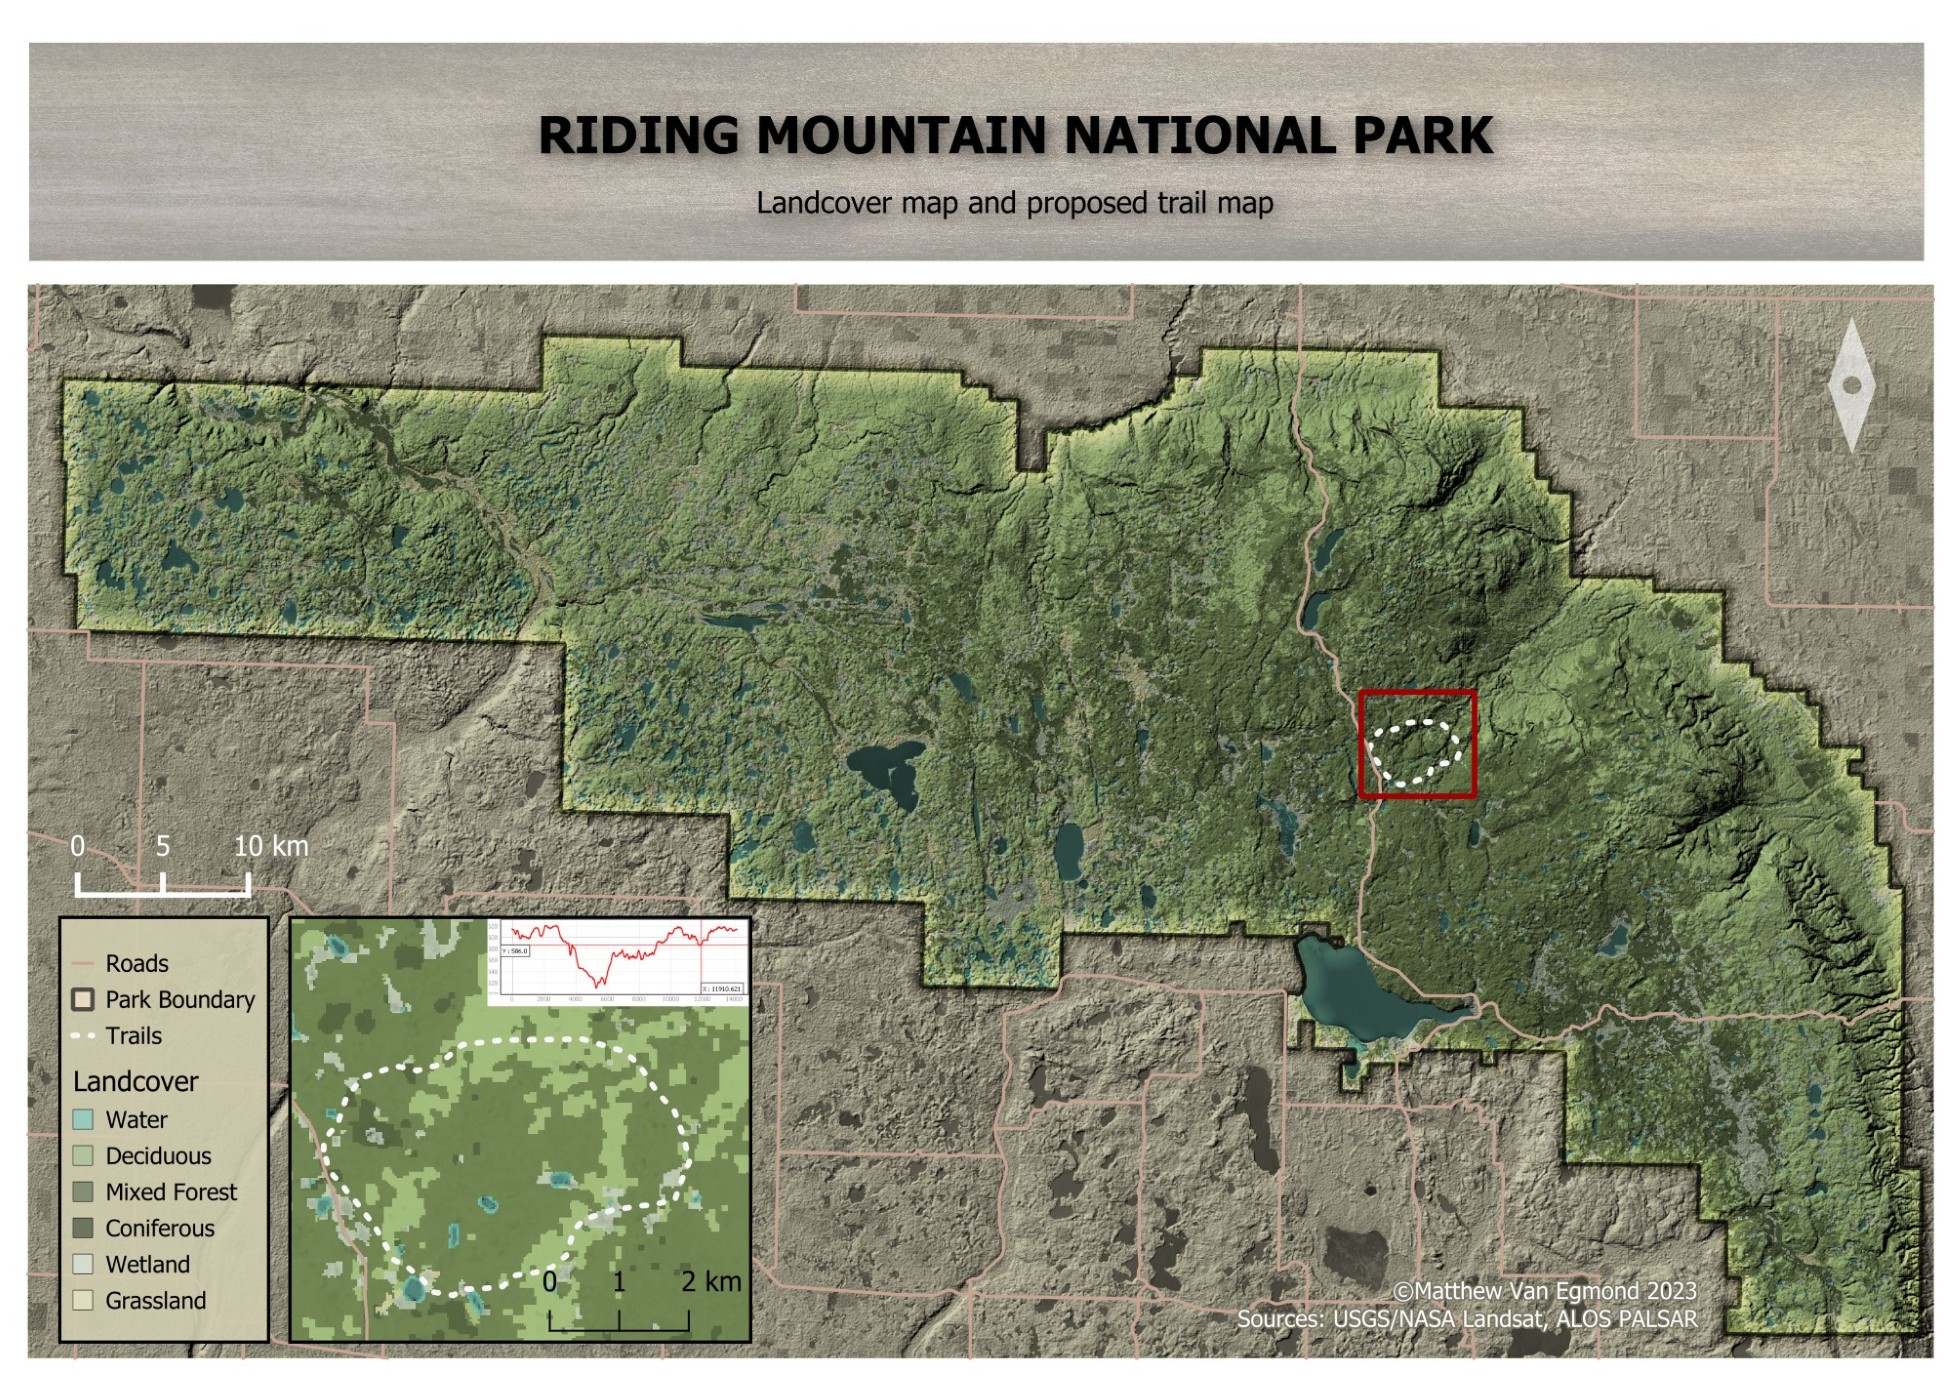 RIDING MOUNTAIN NATIONAL PARK
Landcover map and proposed trail map
0 5 10 km
Roads
Park Boundary
Trails
Landcover
Water
Deciduous
Mixed Forest
Coniferous
Wetland
Grassland
Y : 586.0
X : 11910.621
0 2000 4000 6000 8000 10000 12000 14000
0 1 2 km
©Matthew Van Egmond 2023
Sources: USGS/NASA Landsat, ALOS PALSAR